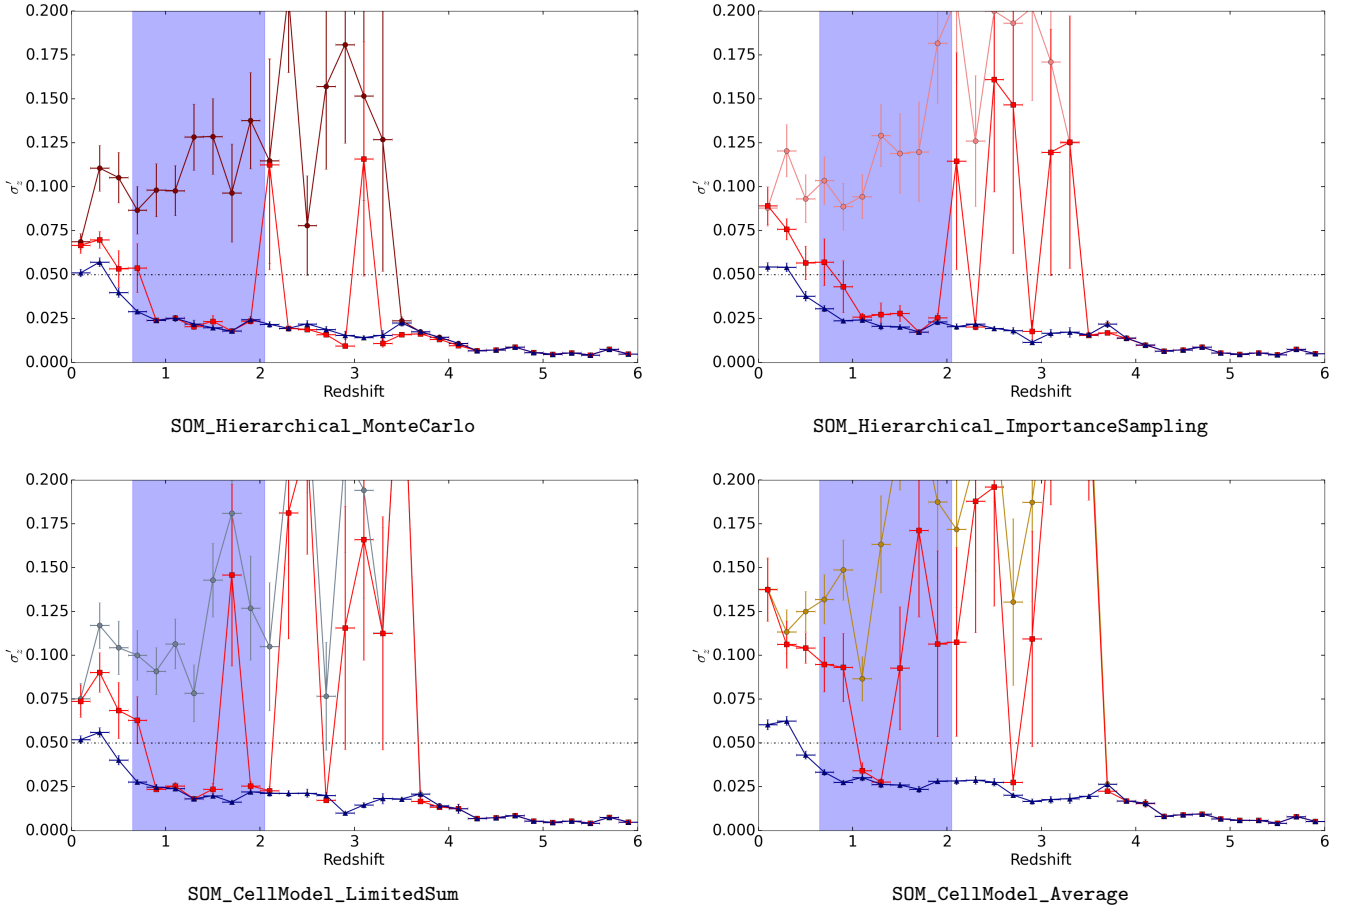 0.200
0.175
0.150
0.125
0.100
0.075
0.050
0.025
0.000
σ′z
0 1 2 3 4 5 6
Redshift
SOM_Hierarchical_MonteCarlo
0.200
0.175
0.150
0.125
0.100
0.075
0.050
0.025
0.000
σ′z
0 1 2 3 4 5 6
Redshift
SOM_Hierarchical_ImportanceSampling
0.200
0.175
0.150
0.125
0.100
0.075
0.050
0.025
0.000
σ′z
0 1 2 3 4 5 6
Redshift
SOM_CellModel_LimitedSum
0.200
0.175
0.150
0.125
0.100
0.075
0.050
0.025
0.000
σ′z
0 1 2 3 4 5 6
Redshift
SOM_CellModel_Average